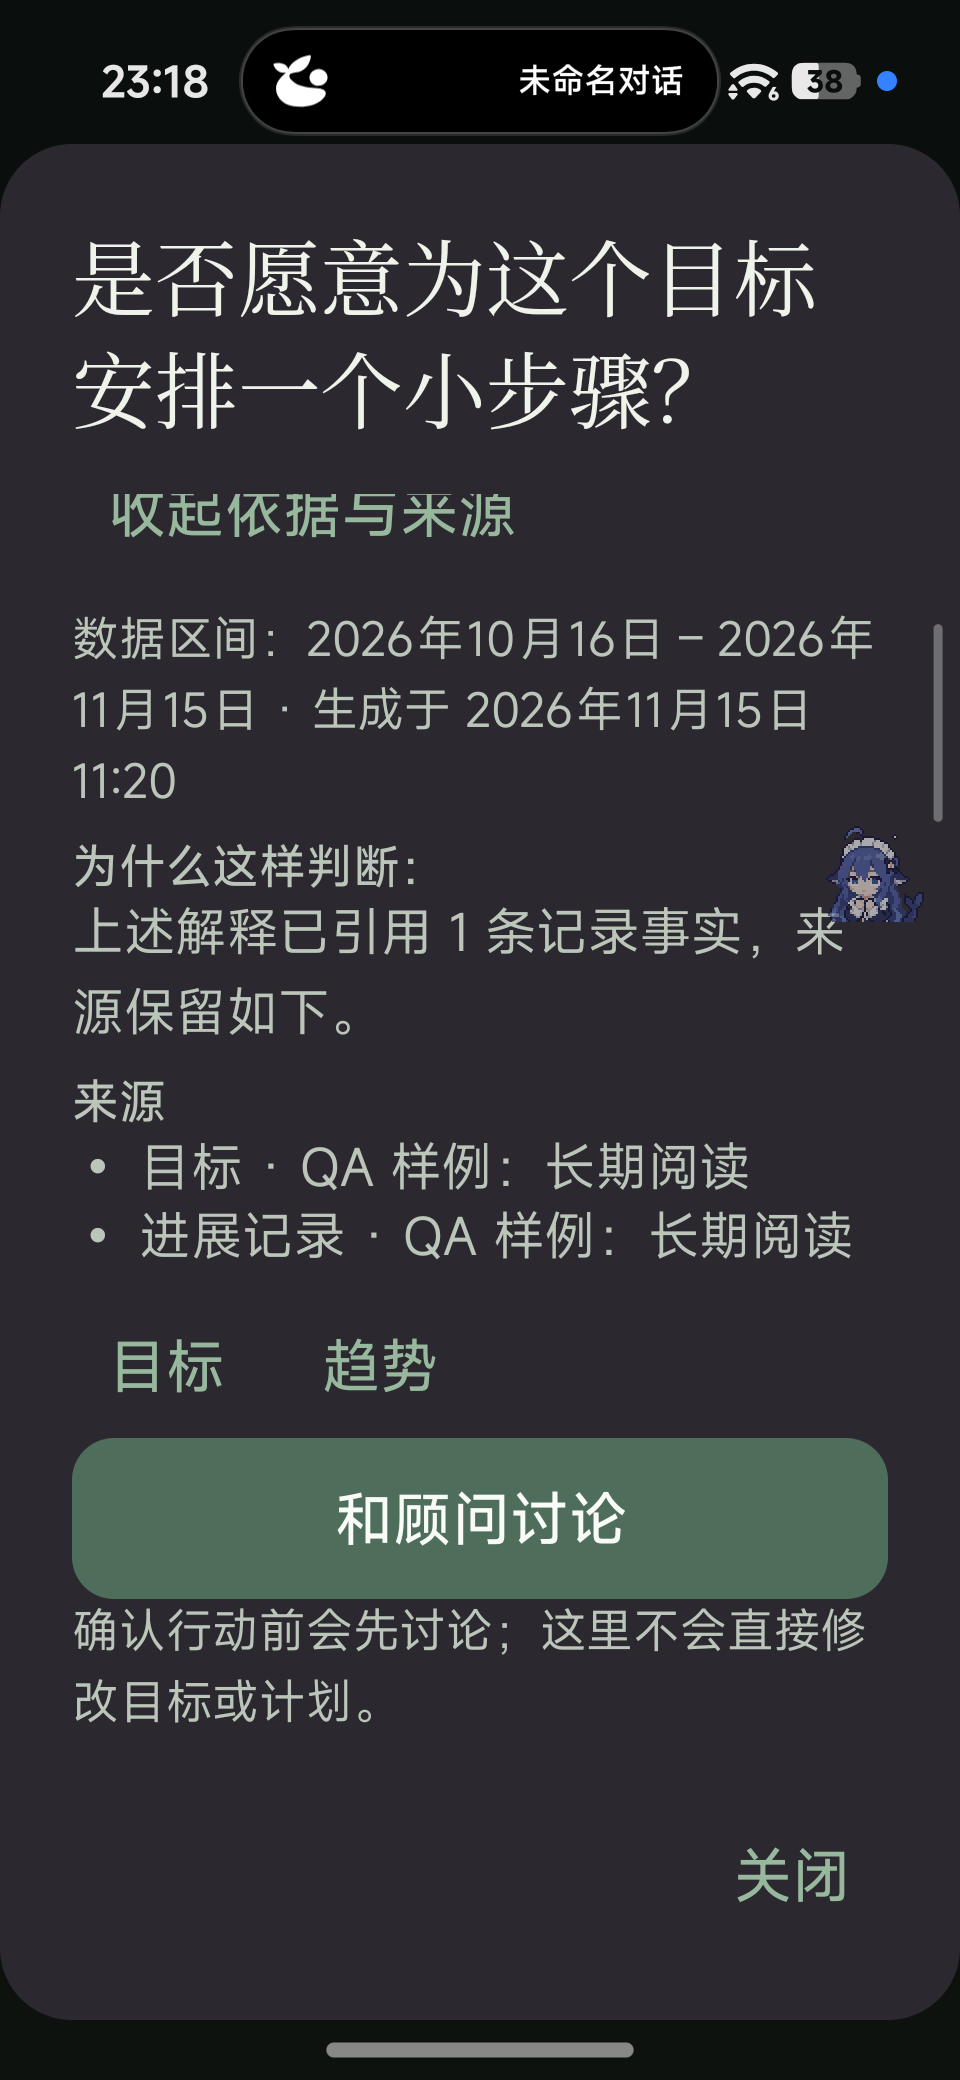 23:18
未命名对话
6
38
是否愿意为这个目标
安排一个小步骤?
收起依据与来源
数据区间：2026年10月16日 – 2026年
11月15日 · 生成于 2026年11月15日
11:20
为什么这样判断：
上述解释已引用 1 条记录事实，来
源保留如下。
来源
• 目标 · QA 样例：长期阅读
• 进展记录 · QA 样例：长期阅读
目标 趋势
和顾问讨论
确认行动前会先讨论；这里不会直接修
改目标或计划。
关闭